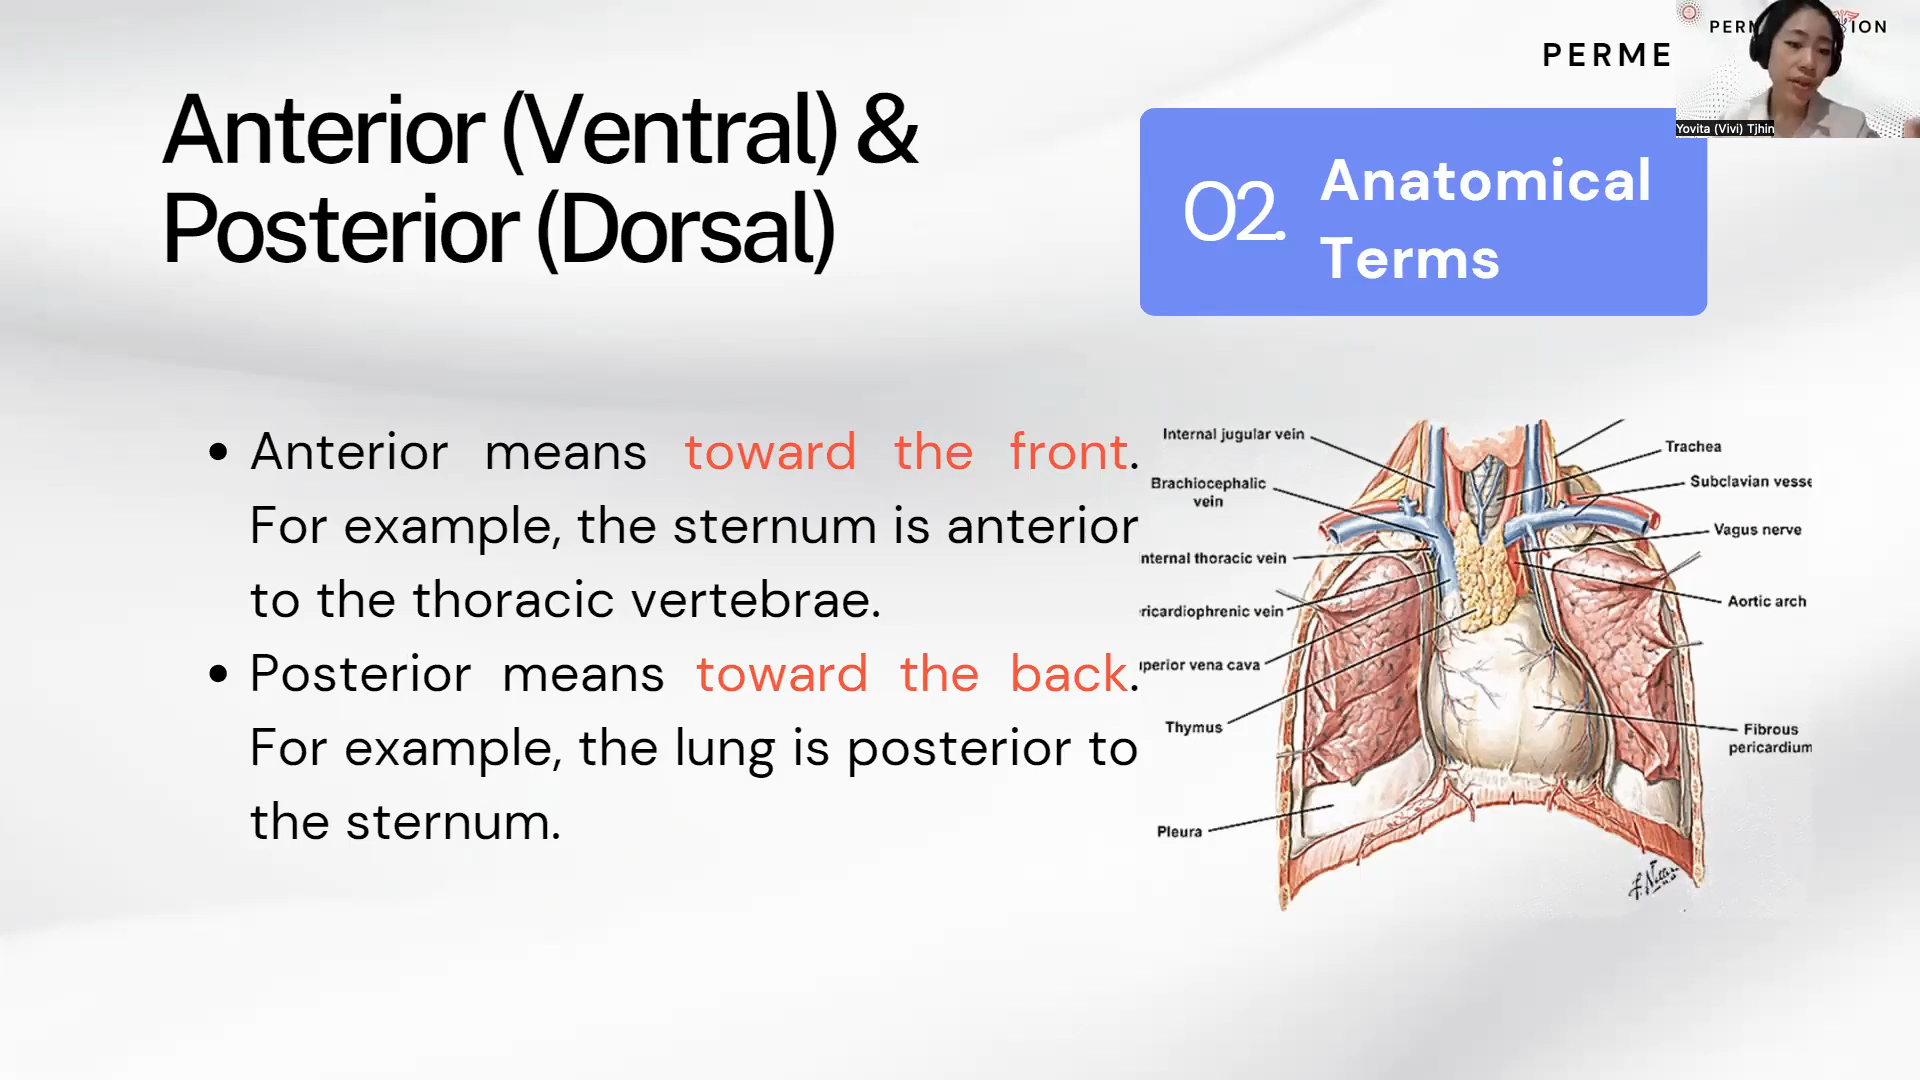 Anterior (Ventral) &
Posterior (Dorsal)
PERME
PERM
ION
Yovita (Vivi) Tjhin
02.
Anatomical
Terms
• Anterior means toward the front.
For example, the sternum is anterior
to the thoracic vertebrae.
• Posterior means toward the back.
For example, the lung is posterior to
the sternum.
Internal jugular vein
Brachiocephalic
vein
nternal thoracic vein
ricardiophrenic vein
perior vena cava
Thymus
Pleura
Trachea
Subclavian vesse
Vagus nerve
Aortic arch
Fibrous
pericardium